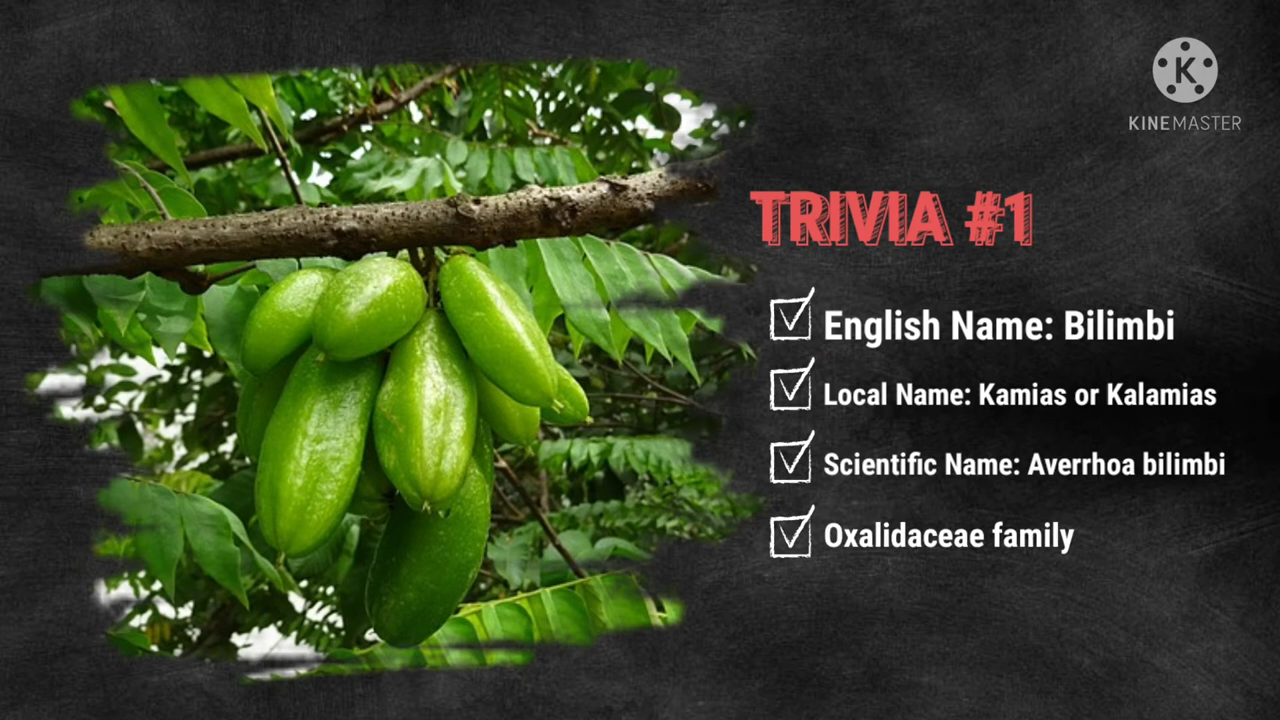 KINEMASTER
TRIVIA #1
English Name: Bilimbi
Local Name: Kamias or Kalamias
Scientific Name: Averrhoa bilimbi
Oxalidaceae family